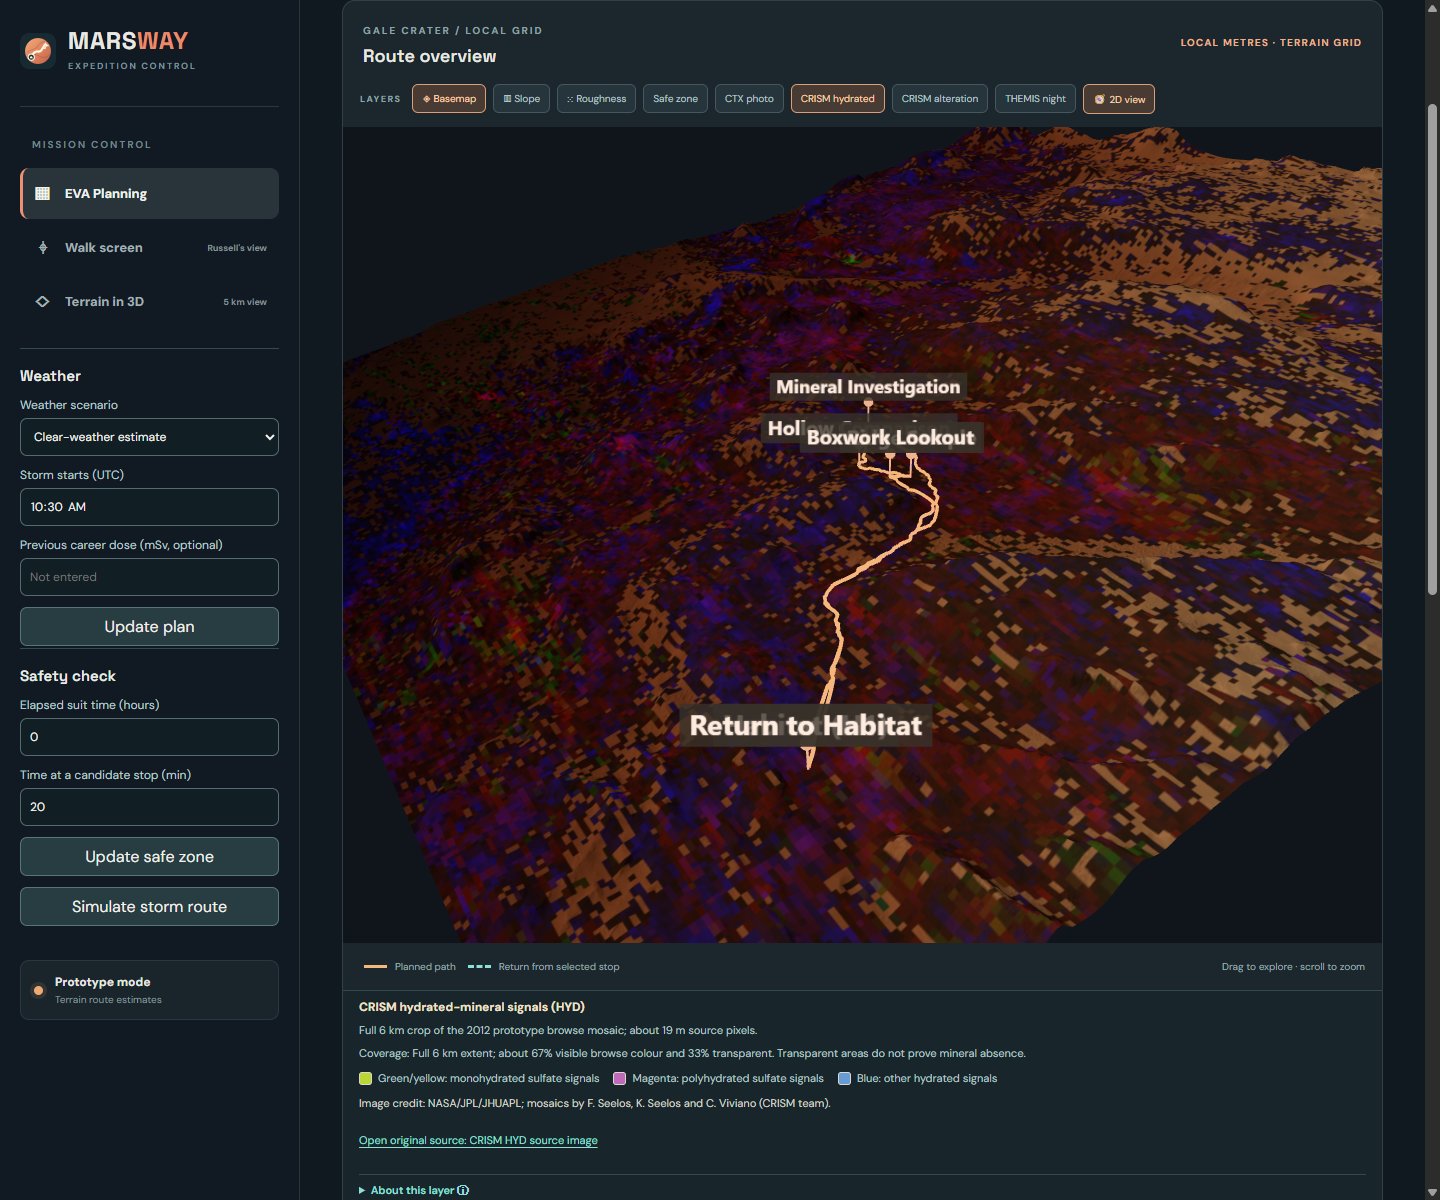 MARSWAY
EXPEDITION CONTROL
MISSION CONTROL
EVA Planning
Walk screen
Russell's view
Terrain in 3D
5 km view
Weather
Weather scenario
Clear-weather estimate
Storm starts (UTC)
10:30 AM
Previous career dose (mSv, optional)
Not entered
Update plan
Safety check
Elapsed suit time (hours)
0
Time at a candidate stop (min)
20
Update safe zone
Simulate storm route
Prototype mode
Terrain route estimates
GALE CRATER / LOCAL GRID
Route overview
LOCAL METRES · TERRAIN GRID
LAYERS
Basemap
Slope
Roughness
Safe zone
CTX photo
CRISM hydrated
CRISM alteration
THEMIS night
2D view
Mineral Investigation
Boxwork Lookout
Return to Habitat
Planned path
Return from selected stop
Drag to explore · scroll to zoom
CRISM hydrated-mineral signals (HYD)
Full 6 km crop of the 2012 prototype browse mosaic; about 19 m source pixels.
Coverage: Full 6 km extent; about 67% visible browse colour and 33% transparent. Transparent areas do not prove mineral absence.
Green/yellow: monohydrated sulfate signals
Magenta: polyhydrated sulfate signals
Blue: other hydrated signals
Image credit: NASA/JPL/JHUAPL; mosaics by F. Seelos, K. Seelos and C. Viviano (CRISM team).
Open original source: CRISM HYD source image
About this layer